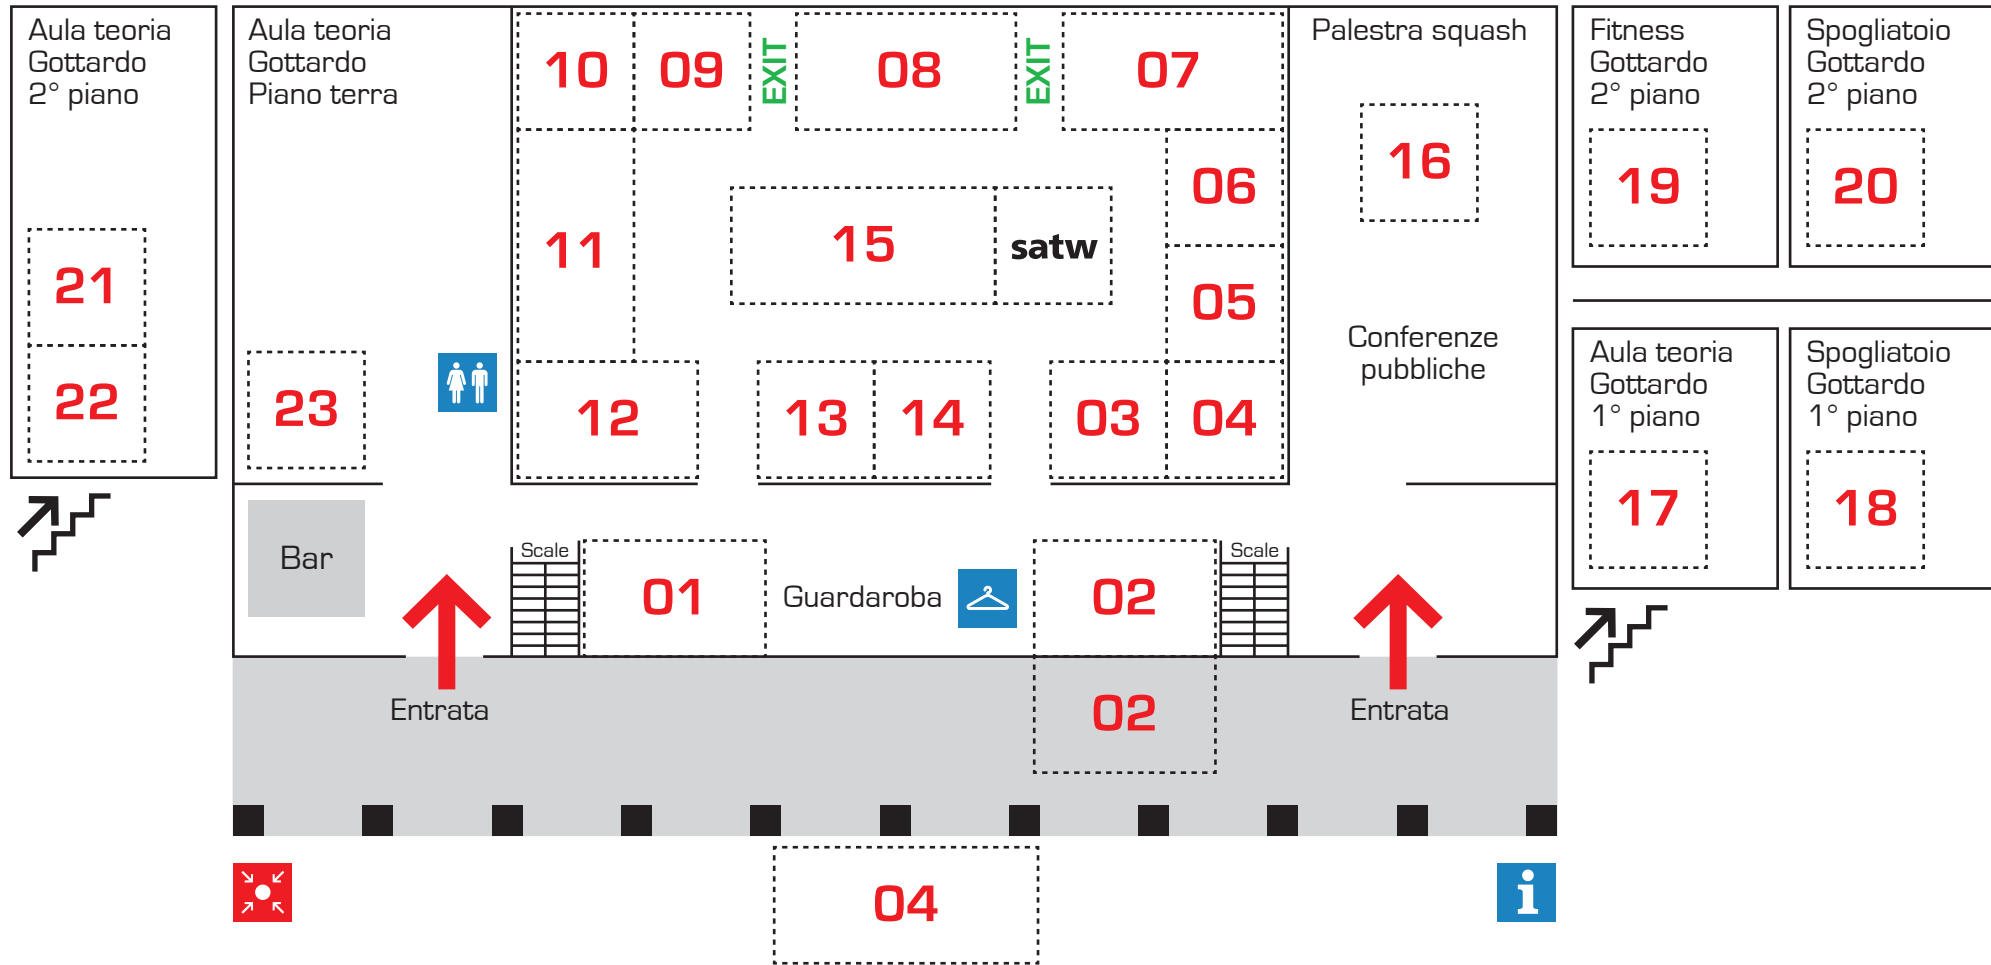 Aula teoria
Gottardo
2° piano
21
22
Aula teoria
Gottardo
Piano terra
23
10
09
EXIT
08
EXIT
07
11
15
satw
06
05
12
13
14
03
04
Palestra squash
16
Conferenze
pubbliche
Fitness
Gottardo
2° piano
19
Spogliatoio
Gottardo
2° piano
20
Aula teoria
Gottardo
1° piano
17
Spogliatoio
Gottardo
1° piano
18
Bar
Scale
01
Guardaroba
02
Scale
Entrata
02
Entrata
04
i